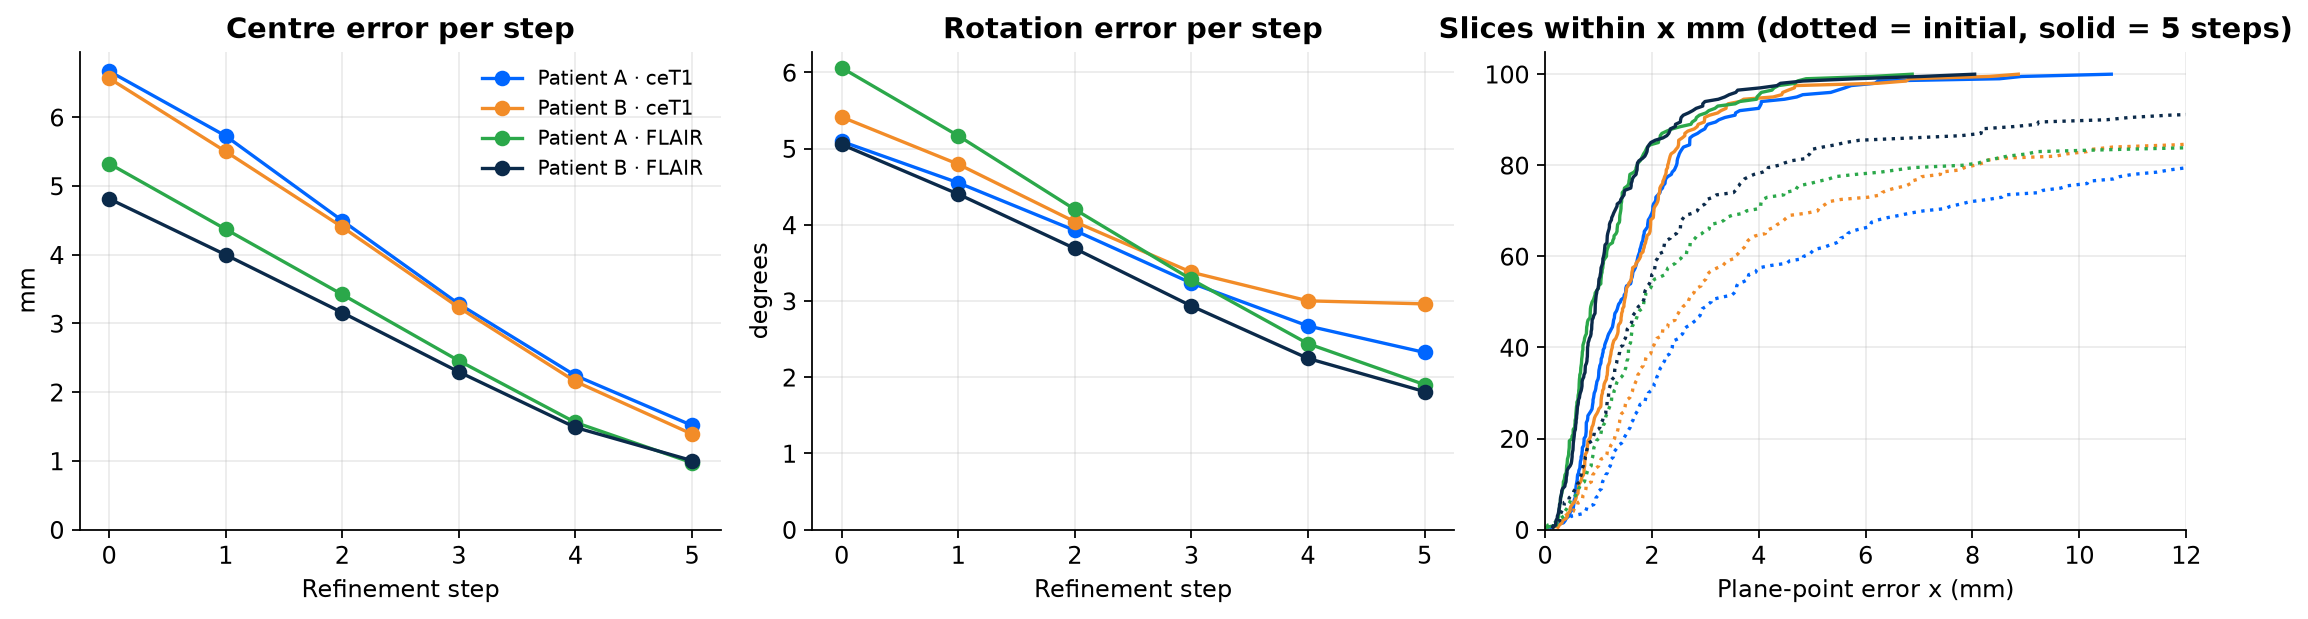 Centre error per step
Patient A · ceT1
Patient B · ceT1
Patient A · FLAIR
Patient B · FLAIR
mm
6
5
4
3
2
1
0
0 1 2 3 4 5
Refinement step
Rotation error per step
degrees
6
5
4
3
2
1
0
0 1 2 3 4 5
Refinement step
Slices within x mm (dotted = initial, solid = 5 steps)
100
80
60
40
20
0
0 2 4 6 8 10 12
Plane-point error x (mm)